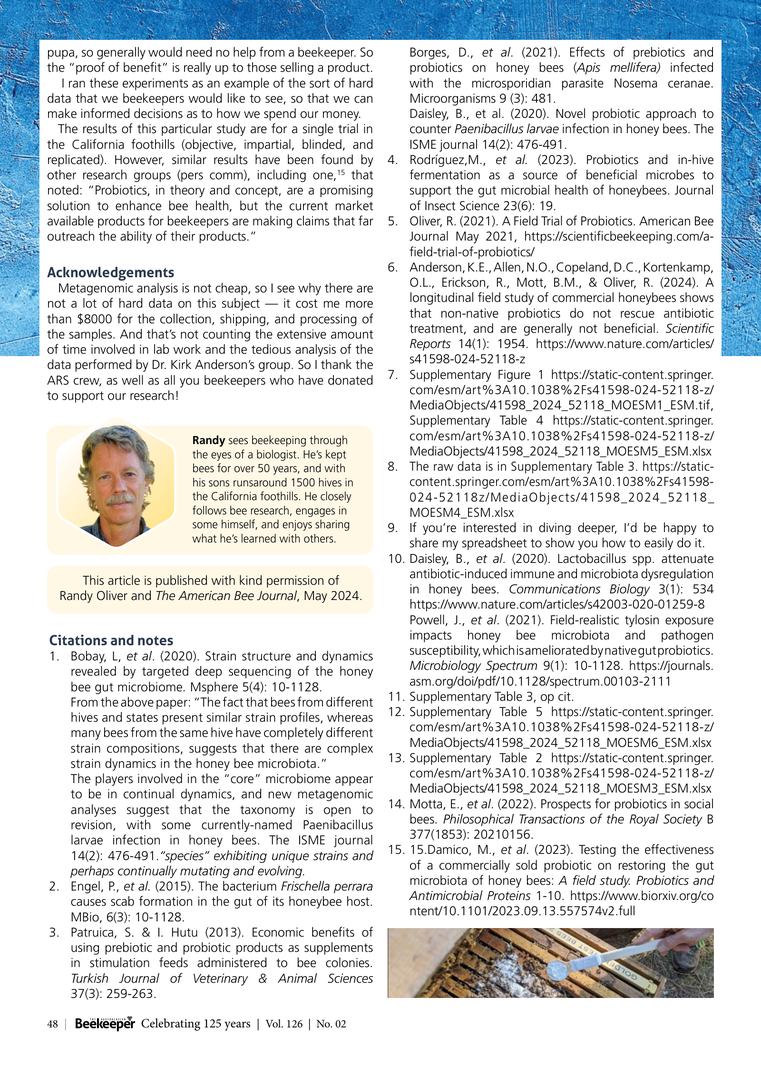 pupa, so generally would need no help from a beekeeper. So
the “proof of benefit” is really up to those selling a product.
I ran these experiments as an example of the sort of hard
data that we beekeepers would like to see, so that we can
make informed decisions as to how we spend our money.
The results of this particular study are for a single trial in
the California foothills (objective, impartial, blinded, and
replicated). However, similar results have been found by
other research groups (pers comm), including one,¹⁵ that
noted: “Probiotics, in theory and concept, are a promising
solution to enhance bee health, but the current market
available products for beekeepers are making claims that far
outreach the ability of their products.”
Acknowledgements
Metagenomic analysis is not cheap, so I see why there are
not a lot of hard data on this subject — it cost me more
than $8000 for the collection, shipping, and processing of
the samples. And that’s not counting the extensive amount
of time involved in lab work and the tedious analysis of the
data performed by Dr. Kirk Anderson’s group. So I thank the
ARS crew, as well as all you beekeepers who have donated
to support our research!
Randy sees beekeeping through
the eyes of a biologist. He’s kept
bees for over 50 years, and with
his sons runsaround 1500 hives in
the California foothills. He closely
follows bee research, engages in
some himself, and enjoys sharing
what he’s learned with others.
This article is published with kind permission of
Randy Oliver and The American Bee Journal, May 2024.
Citations and notes
1. Bobay, L, et al. (2020). Strain structure and dynamics
revealed by targeted deep sequencing of the honey
bee gut microbiome. Msphere 5(4): 10-1128.
From the above paper: “The fact that bees from different
hives and states present similar strain profiles, whereas
many bees from the same hive have completely different
strain compositions, suggests that there are complex
strain dynamics in the honey bee microbiota.”
The players involved in the “core” microbiome appear
to be in continual dynamics, and new metagenomic
analyses suggest that the taxonomy is open to
revision, with some currently-named Paenibacillus
larvae infection in honey bees. The ISME journal
14(2): 476-491.“species” exhibiting unique strains and
perhaps continually mutating and evolving.
2. Engel, P., et al. (2015). The bacterium Frischella perrara
causes scab formation in the gut of its honeybee host.
MBio, 6(3): 10-1128.
3. Patruica, S. & I. Hutu (2013). Economic benefits of
using prebiotic and probiotic products as supplements
in stimulation feeds administered to bee colonies.
Turkish Journal of Veterinary & Animal Sciences
37(3): 259-263.
Borges, D., et al. (2021). Effects of prebiotics and
probiotics on honey bees (Apis mellifera) infected
with the microsporidian parasite Nosema ceranae.
Microorganisms 9 (3): 481.
Daisley, B., et al. (2020). Novel probiotic approach to
counter Paenibacillus larvae infection in honey bees. The
ISME journal 14(2): 476-491.
4. Rodríguez,M., et al. (2023). Probiotics and in-hive
fermentation as a source of beneficial microbes to
support the gut microbial health of honeybees. Journal
of Insect Science 23(6): 19.
5. Oliver, R. (2021). A Field Trial of Probiotics. American Bee
Journal May 2021, https://scientificbeekeeping.com/a-
field-trial-of-probiotics/
6. Anderson, K.E., Allen, N.O., Copeland, D.C., Kortenkamp,
O.L., Erickson, R., Mott, B.M., & Oliver, R. (2024). A
longitudinal field study of commercial honeybees shows
that non-native probiotics do not rescue antibiotic
treatment, and are generally not beneficial. Scientific
Reports 14(1): 1954. https://www.nature.com/articles/
s41598-024-52118-z
7. Supplementary Figure 1 https://static-content.springer.
com/esm/art%3A10.1038%2Fs41598-024-52118-z/
MediaObjects/41598_2024_52118_MOESM1_ESM.tif,
Supplementary Table 4 https://static-content.springer.
com/esm/art%3A10.1038%2Fs41598-024-52118-z/
MediaObjects/41598_2024_52118_MOESM5_ESM.xlsx
8. The raw data is in Supplementary Table 3. https://static-
content.springer.com/esm/art%3A10.1038%2Fs41598-
024-52118z/MediaObjects/41598_2024_52118_
MOESM4_ESM.xlsx
9. If you’re interested in diving deeper, I’d be happy to
share my spreadsheet to show you how to easily do it.
10. Daisley, B., et al. (2020). Lactobacillus spp. attenuate
antibiotic-induced immune and microbiota dysregulation
in honey bees. Communications Biology 3(1): 534
https://www.nature.com/articles/s42003-020-01259-8
Powell, J., et al. (2021). Field-realistic tylosin exposure
impacts honey bee microbiota and pathogen
susceptibility, which is ameliorated by native gut probiotics.
Microbiology Spectrum 9(1): 10-1128. https://journals.
asm.org/doi/pdf/10.1128/spectrum.00103-2111
11. Supplementary Table 3, op cit.
12. Supplementary Table 5 https://static-content.springer.
com/esm/art%3A10.1038%2Fs41598-024-52118-z/
MediaObjects/41598_2024_52118_MOESM6_ESM.xlsx
13. Supplementary Table 2 https://static-content.springer.
com/esm/art%3A10.1038%2Fs41598-024-52118-z/
MediaObjects/41598_2024_52118_MOESM3_ESM.xlsx
14. Motta, E., et al. (2022). Prospects for probiotics in social
bees. Philosophical Transactions of the Royal Society B
377(1853): 20210156.
15. 15.Damico, M., et al. (2023). Testing the effectiveness
of a commercially sold probiotic on restoring the gut
microbiota of honey bees: A field study. Probiotics and
Antimicrobial Proteins 1-10. https://www.biorxiv.org/co
ntent/10.1101/2023.09.13.557574v2.full
48 | Beekeeper Celebrating 125 years | Vol. 126 | No. 02